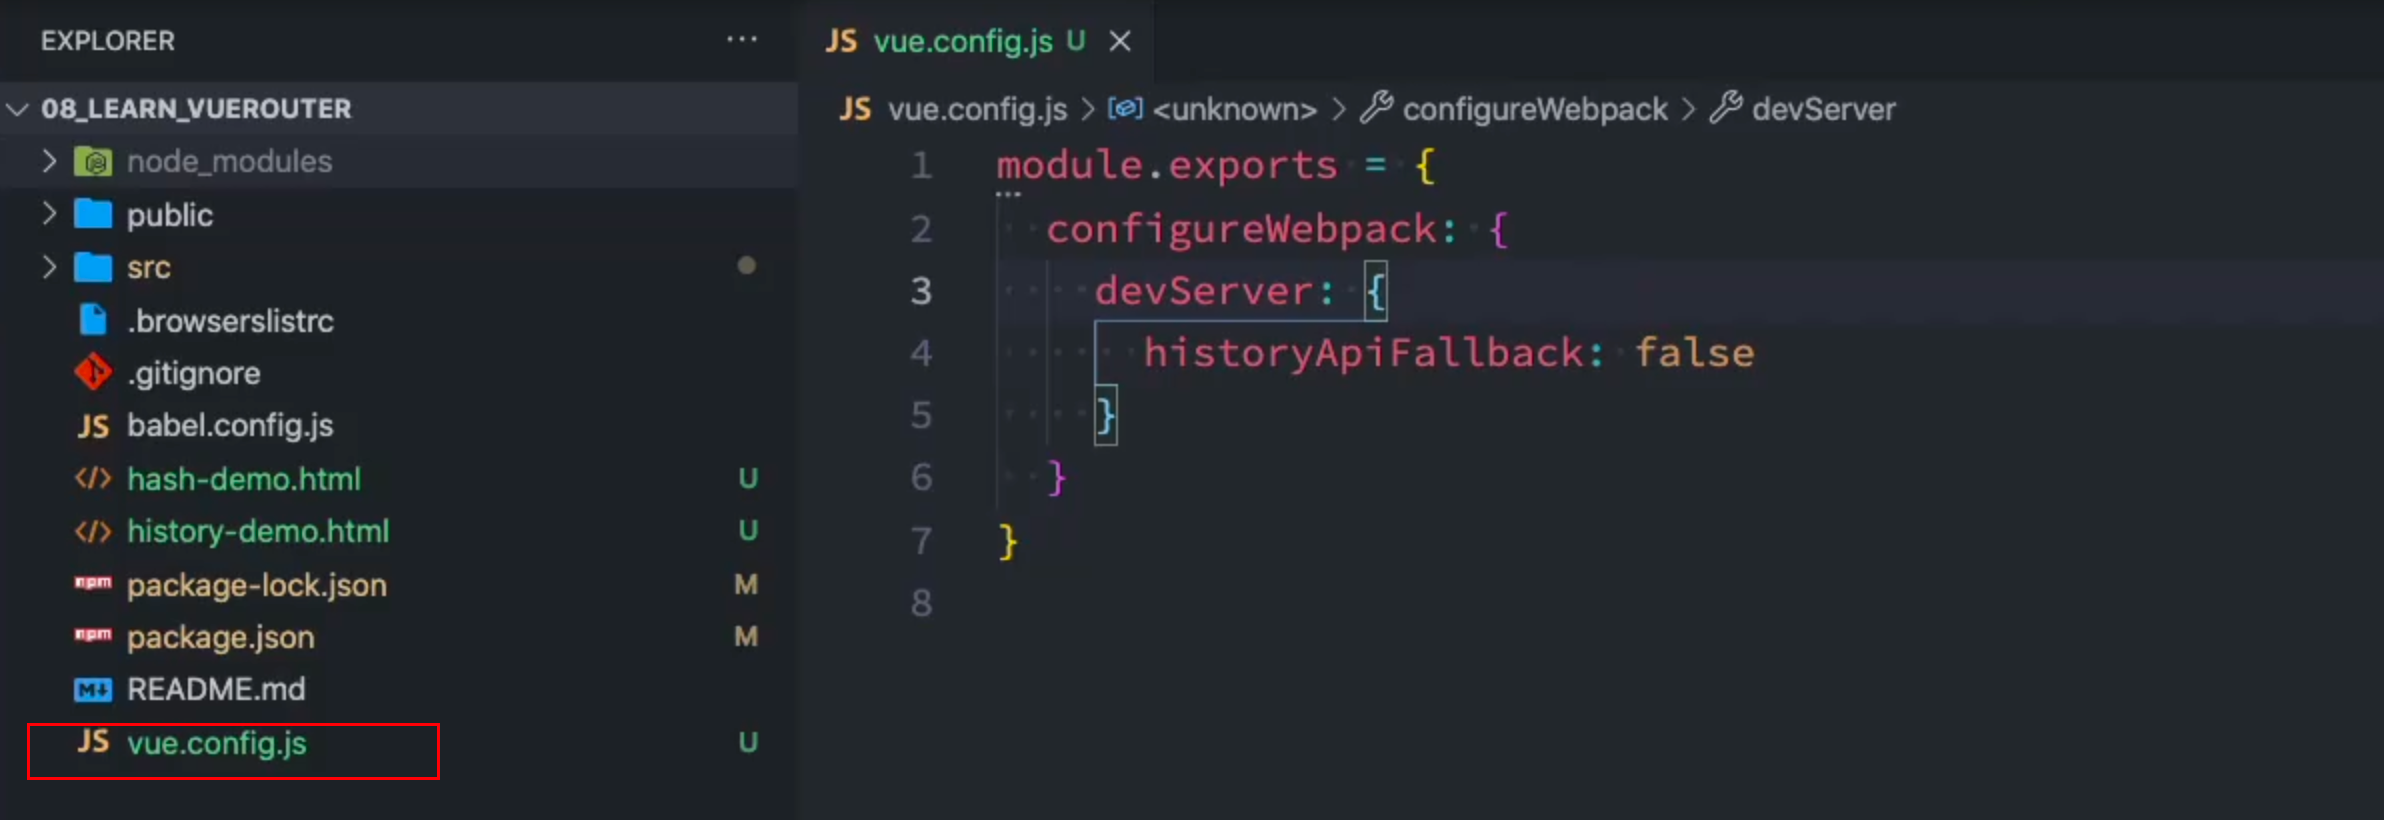 EXPLORER ...
08_LEARN_VUEROUTER
node_modules
public
src
.browserslistrc
.gitignore
JS babel.config.js
</> hash-demo.html U
</> history-demo.html U
npm package-lock.json M
npm package.json M
M↓ README.md
JS vue.config.js U
JS vue.config.js U ×
JS vue.config.js > <unknown> > configureWebpack > devServer
1 module.exports = {
2 configureWebpack: {
3 devServer: {
4 historyApiFallback: false
5 }
6 }
7 }
8